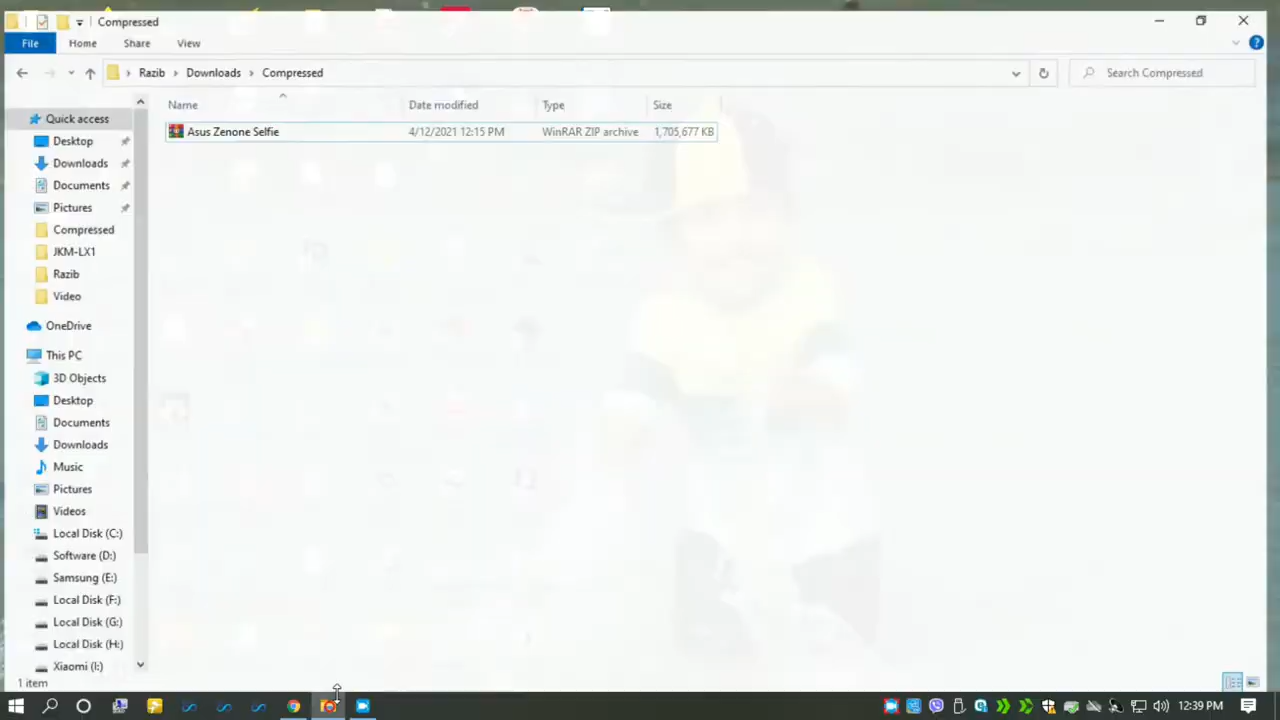 Compressed
File Home Share View
Razib Downloads Compressed Search Compressed
Name Date modified Type Size
Asus Zenone Selfie 4/12/2021 12:15 PM WinRAR ZIP archive 1,705,677 KB
Quick access
Desktop
Downloads
Documents
Pictures
Compressed
JKM-LX1
Razib
Video
OneDrive
This PC
3D Objects
Desktop
Documents
Downloads
Music
Pictures
Videos
Local Disk (C:)
Software (D:)
Samsung (E:)
Local Disk (F:)
Local Disk (G:)
Local Disk (H:)
Xiaomi (I:)
1 item
12:39 PM